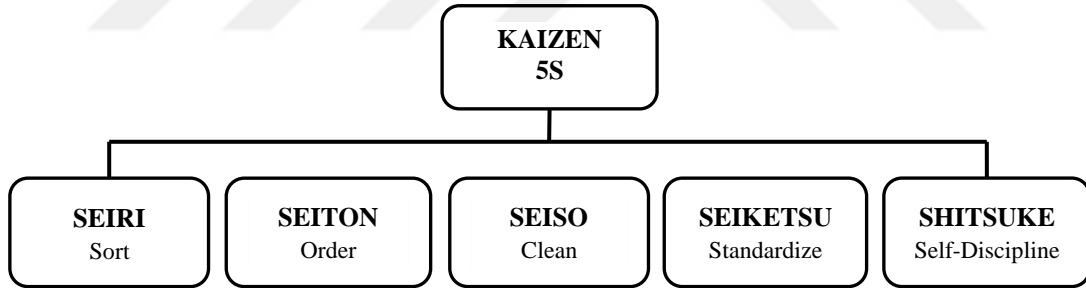 KAIZEN
5S
SEIRI
Sort
SEITON
Order
SEISO
Clean
SEIKETSU
Standardize
SHITSUKE
Self-Discipline